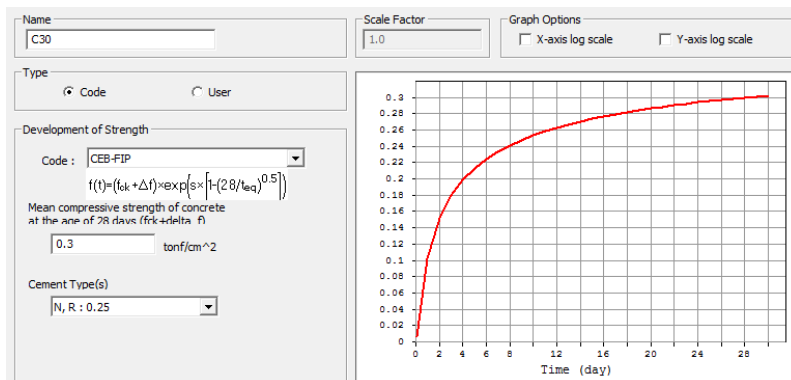 Name
C30
Scale Factor
1.0
Graph Options
X-axis log scale
Y-axis log scale
Type
Code
User
Development of Strength
Code :
CEB-FIP
f(t)=(fck+Δf)×exp{s×[1-(28/teq)^0.5]}
Mean compressive strength of concrete
at the age of 28 days (fck+delta_f)
0.3
tonf/cm^2
Cement Type(s)
N, R : 0.25
0.3
0.28
0.26
0.24
0.22
0.2
0.18
0.16
0.14
0.12
0.1
0.08
0.06
0.04
0.02
0
0 2 4 6 8 12 16 20 24 28
Time (day)